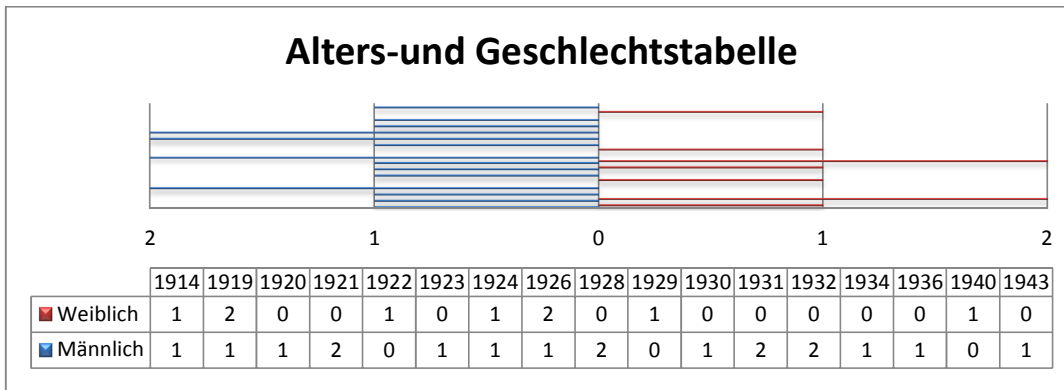 Alters-und Geschlechtstabelle
2 1 0 1 2
1914 1919 1920 1921 1922 1923 1924 1926 1928 1929 1930 1931 1932 1934 1936 1940 1943
Weiblich 1 2 0 0 1 0 1 2 0 1 0 0 0 0 0 1 0
Männlich 1 1 1 2 0 1 1 1 2 0 1 2 2 1 1 0 1